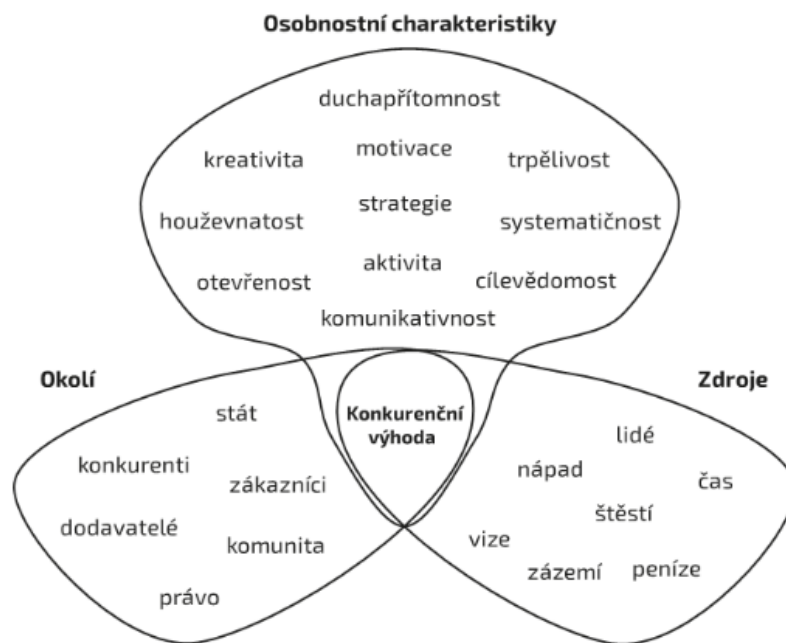 Osobnostní charakteristiky
duchapřítomnost
motivace
kreativita
trpělivost
strategie
houževnatost
systematičnost
aktivita
otevřenost
cílevědomost
komunikativnost
Okolí
stát
konkurenti
zákazníci
dodavatelé
komunita
právo
Konkurenční
výhoda
Zdroje
lidé
nápad
čas
štěstí
vize
zázemí
peníze